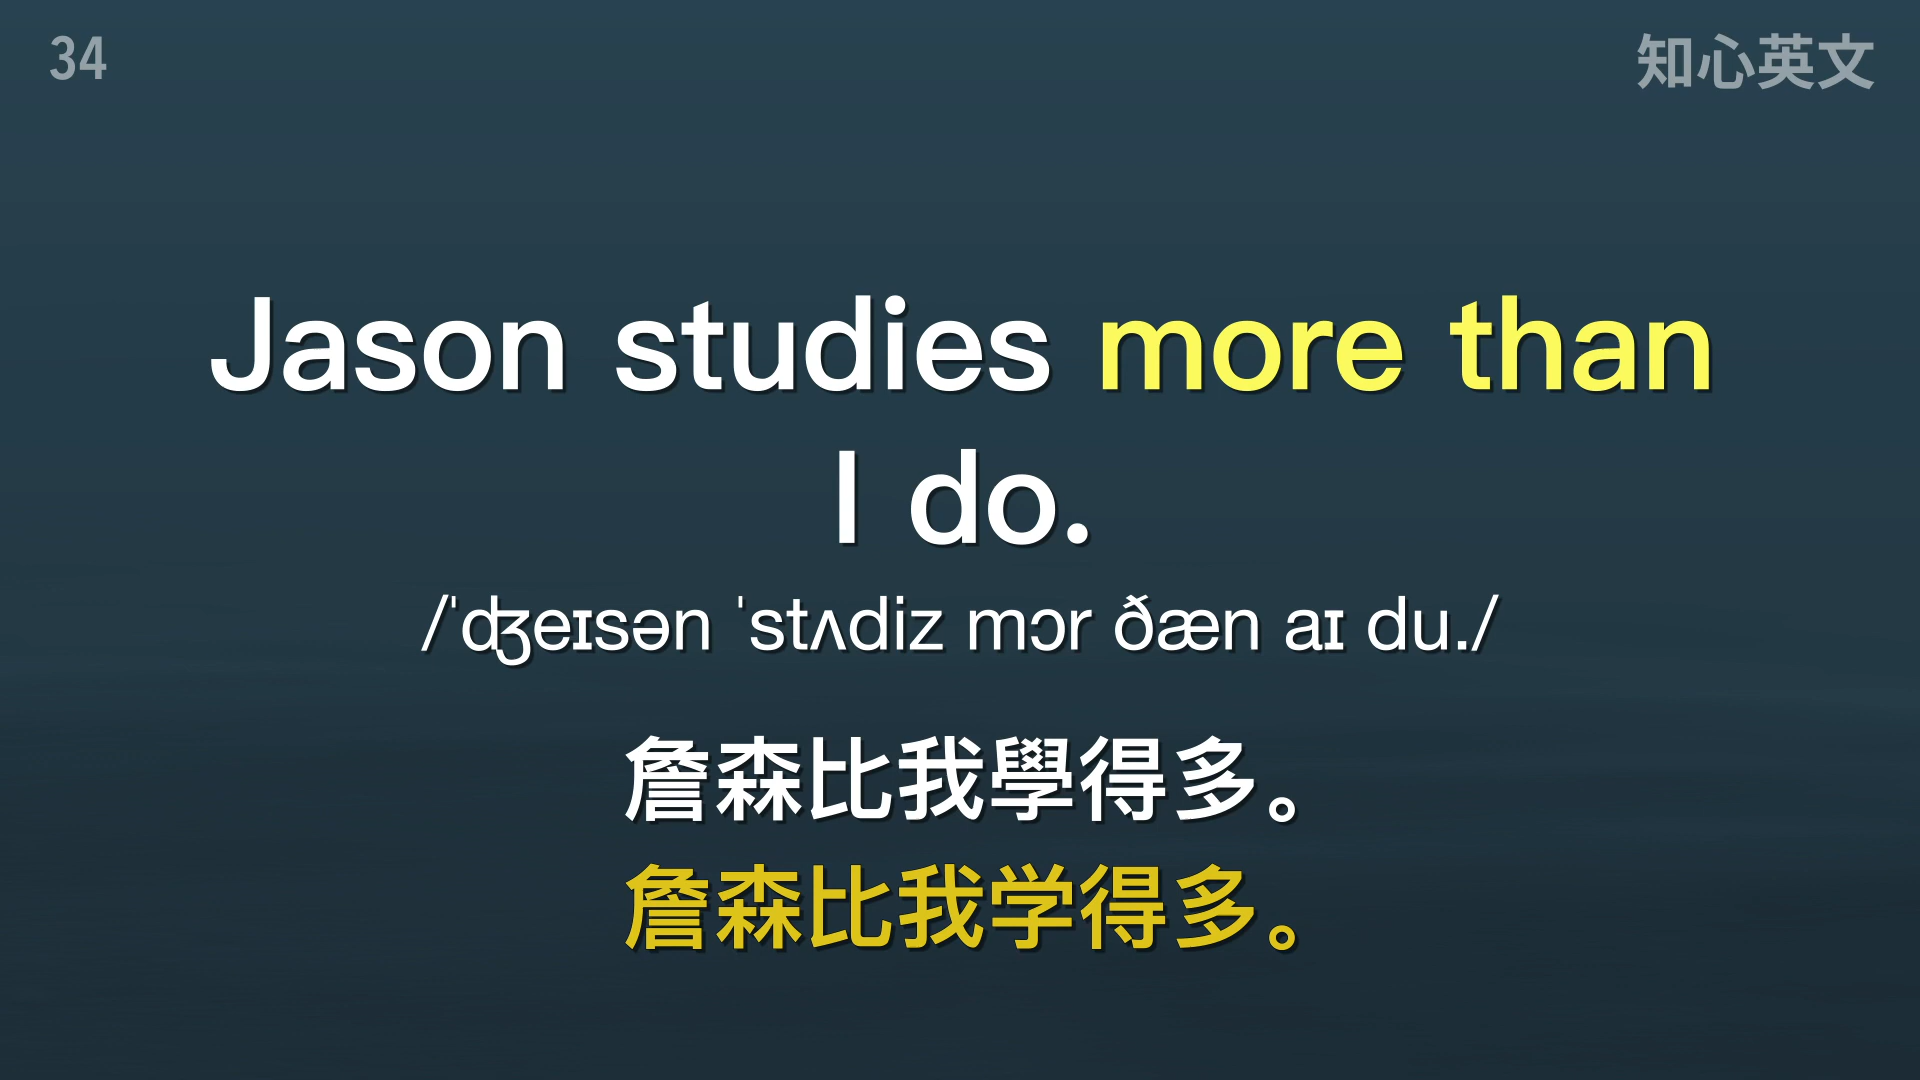 34
知心英文
Jason studies more than
I do.
/ˈʤeɪsən ˈstʌdiz mɔr ðæn aɪ du./
詹森比我學得多。
詹森比我学得多。